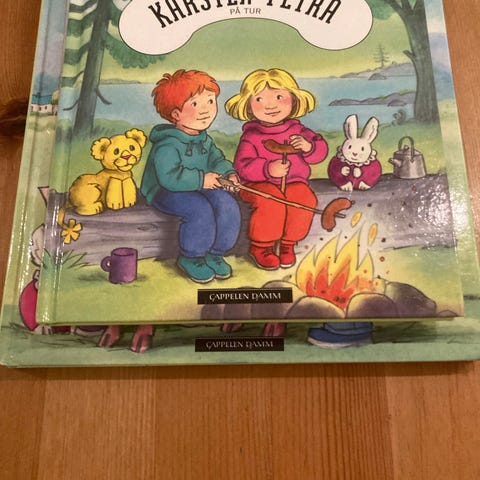 KARSTEN PETRA
PÅ TUR
CAPPELEN DAMM
CAPPELEN DAMM